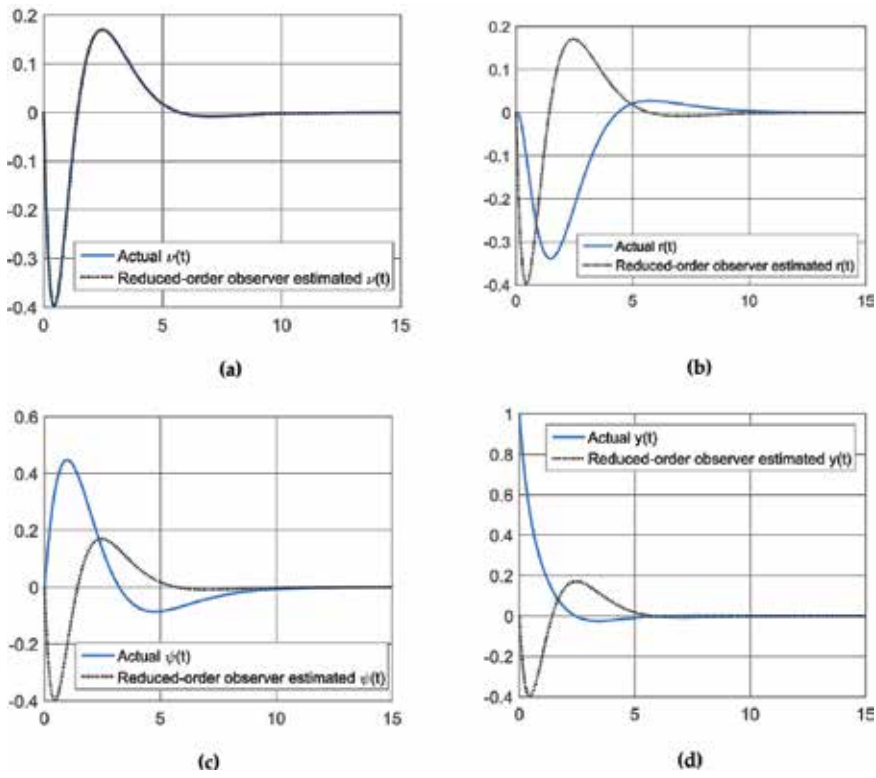 0.2
0.1
0
-0.1
-0.2
-0.3
-0.4
Actual ν(t)
Reduced-order observer estimated ν(t)
0 5 10 15
(a)
0.2
0.1
0
-0.1
-0.2
-0.3
-0.4
Actual r(t)
Reduced-order observer estimated r(t)
0 5 10 15
(b)
0.6
0.4
0.2
0
-0.2
-0.4
Actual ψ(t)
Reduced-order observer estimated ψ(t)
0 5 10 15
(c)
1
0.8
0.6
0.4
0.2
0
-0.2
-0.4
Actual y(t)
Reduced-order observer estimated y(t)
0 5 10 15
(d)